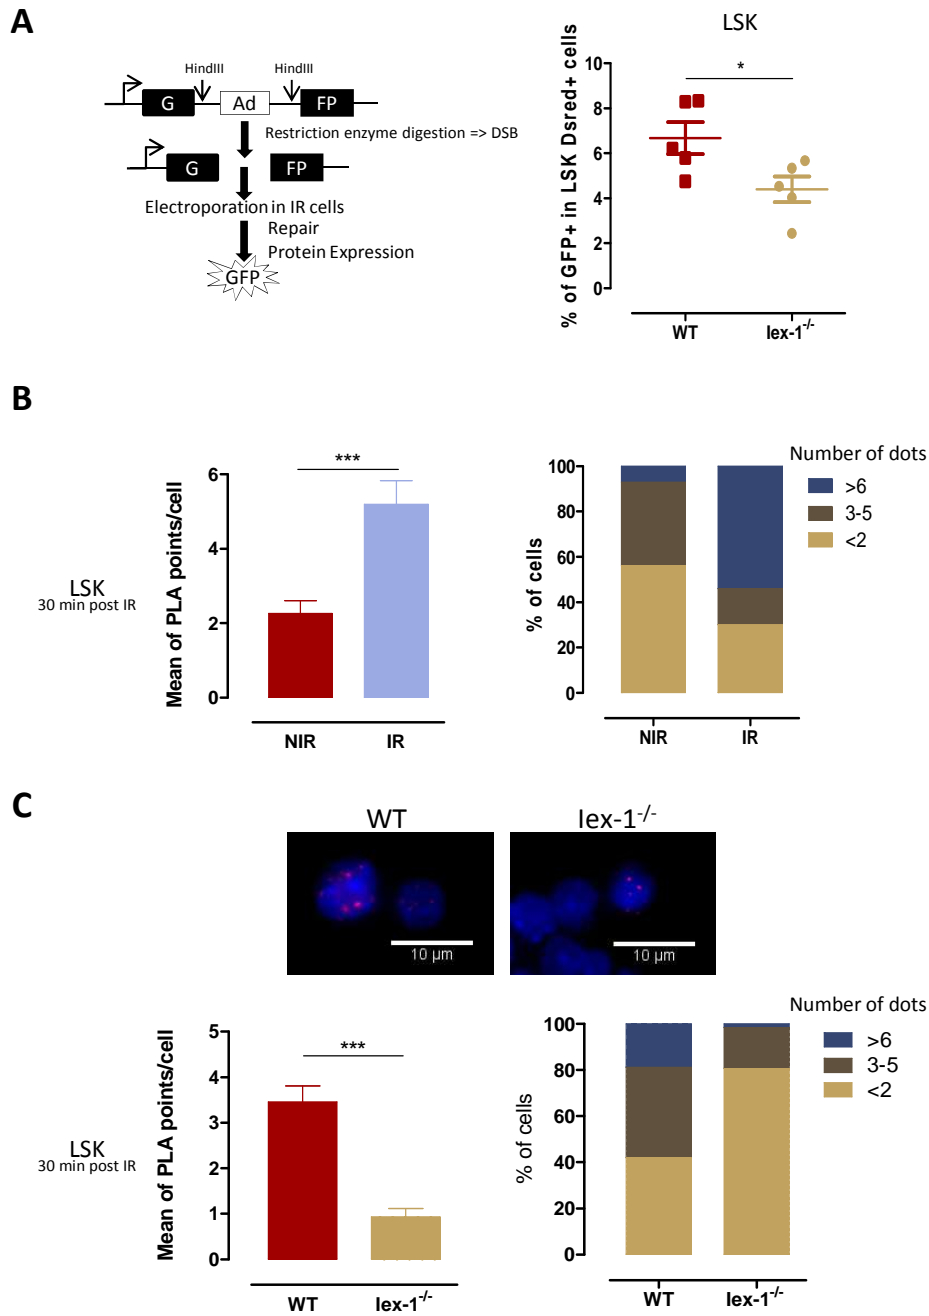 A
LSK
HindIII HindIII
G Ad FP
Restriction enzyme digestion => DSB
G FP
Electroporation in IR cells
Repair
Protein Expression
GFP
% of GFP+ in LSK Dsred+ cells
10
8
6
4
2
0
*
WT Iex-1-/-
B
LSK
30 min post IR
Mean of PLA points/cell
6
4
2
0
***
NIR IR
% of cells
100
80
60
40
20
0
NIR IR
Number of dots
>6
3-5
<2
C
WT Iex-1-/-
10 µm 10 µm
LSK
30 min post IR
Mean of PLA points/cell
5
4
3
2
1
0
***
WT Iex-1-/-
% of cells
100
80
60
40
20
0
WT Iex-1-/-
Number of dots
>6
3-5
<2